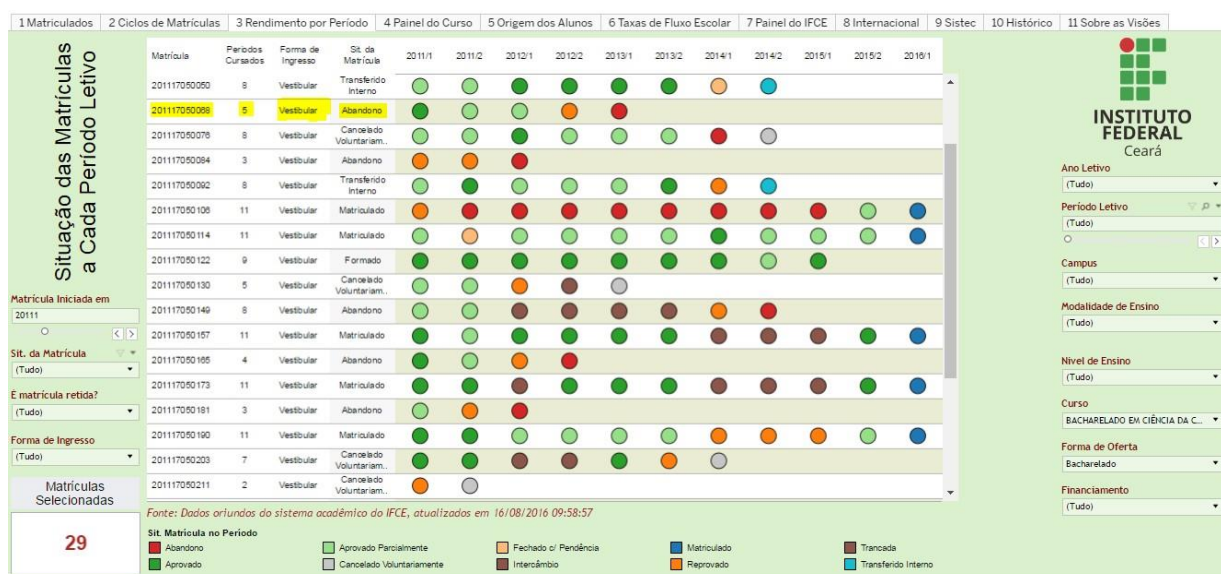 1 Matriculados 2 Ciclos de Matrículas 3 Rendimento por Período 4 Painel do Curso 5 Origem dos Alunos 6 Taxas de Fluxo Escolar 7 Painel do IFCE 8 Internacional 9 Sistec 10 Histórico 11 Sobre as Visões
Situação das Matrículas
a Cada Período Letivo
Matrícula Iniciada em
20111
Sit. da Matrícula
(Tudo)
É matrícula retida?
(Tudo)
Forma de Ingresso
(Tudo)
Matrículas
Selecionadas
29
Matrícula Períodos Cursados Forma de Ingresso Sit. da Matrícula 2011/1 2011/2 2012/1 2012/2 2013/1 2013/2 2014/1 2014/2 2015/1 2015/2 2016/1
201117050050 8 Vestibular Transferido Interno
201117050068 5 Vestibular Abandono
201117050076 8 Vestibular Cancelado Voluntariam..
201117050084 3 Vestibular Abandono
201117050092 8 Vestibular Transferido Interno
201117050106 11 Vestibular Matriculado
201117050114 11 Vestibular Matriculado
201117050122 9 Vestibular Formado
201117050130 5 Vestibular Cancelado Voluntariam..
201117050149 8 Vestibular Abandono
201117050157 11 Vestibular Matriculado
201117050165 4 Vestibular Abandono
201117050173 11 Vestibular Matriculado
201117050181 3 Vestibular Abandono
201117050190 11 Vestibular Matriculado
201117050203 7 Vestibular Cancelado Voluntariam..
201117050211 2 Vestibular Cancelado Voluntariam..
Fonte: Dados oriundos do sistema acadêmico do IFCE, atualizados em 16/08/2016 09:58:57
Sit. Matricula no Periodo
Abandono Aprovado Parcialmente Fechado c/ Pendência Matriculado Trancada
Aprovado Cancelado Voluntariamente Intercâmbio Reprovado Transferido Interno
INSTITUTO
FEDERAL
Ceará
Ano Letivo
(Tudo)
Período Letivo
(Tudo)
Campus
(Tudo)
Modalidade de Ensino
(Tudo)
Nivel de Ensino
(Tudo)
Curso
BACHARELADO EM CIÊNCIA DA C...
Forma de Oferta
Bacharelado
Financiamento
(Tudo)